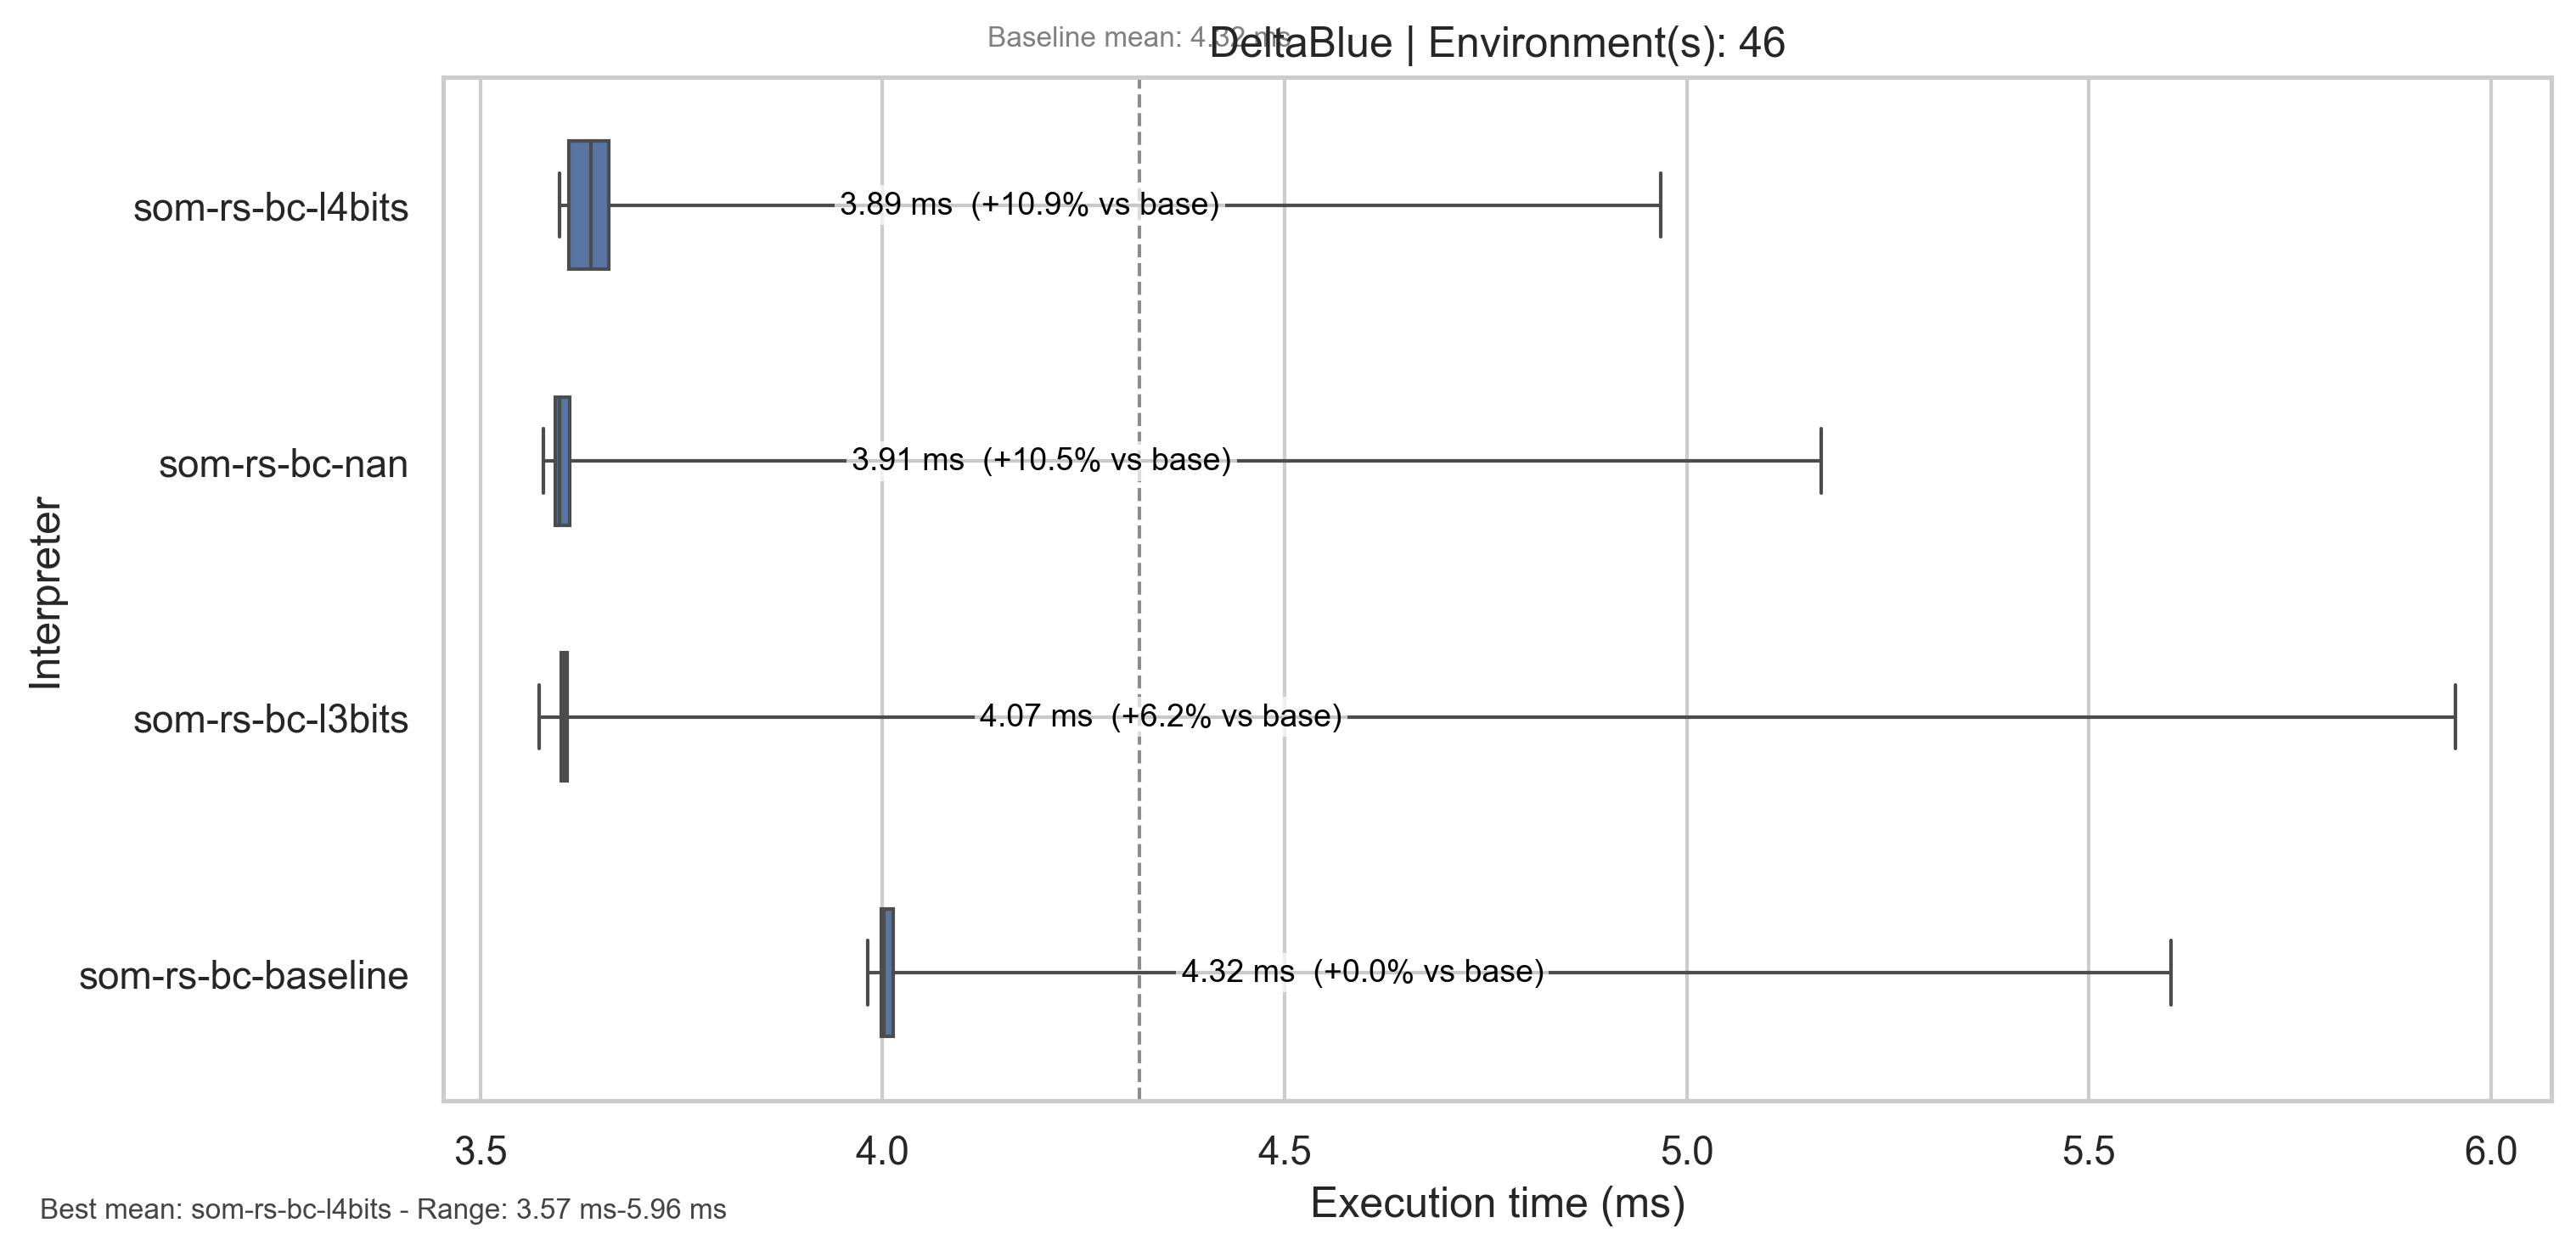 Baseline mean: 4.32 ms
DeltaBlue | Environment(s): 46
som-rs-bc-l4bits
3.89 ms (+10.9% vs base)
som-rs-bc-nan
3.91 ms (+10.5% vs base)
Interpreter
som-rs-bc-l3bits
4.07 ms (+6.2% vs base)
som-rs-bc-baseline
4.32 ms (+0.0% vs base)
3.5 4.0 4.5 5.0 5.5 6.0
Execution time (ms)
Best mean: som-rs-bc-l4bits - Range: 3.57 ms-5.96 ms